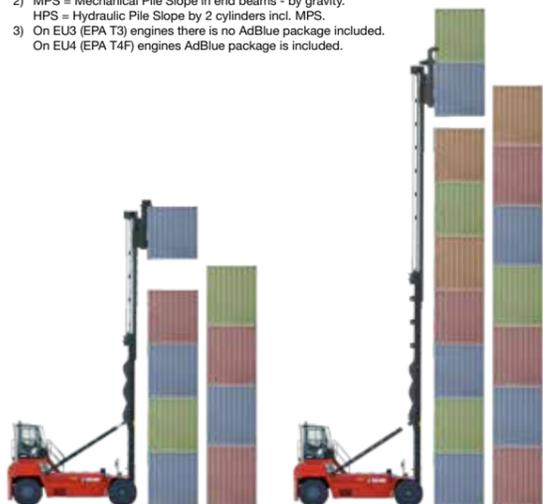 2) MPS = Mechanical Pile Slope in end beams - by gravity.
HPS = Hydraulic Pile Slope by 2 cylinders incl. MPS.
3) On EU3 (EPA T3) engines there is no AdBlue package included.
On EU4 (EPA T4F) engines AdBlue package is included.